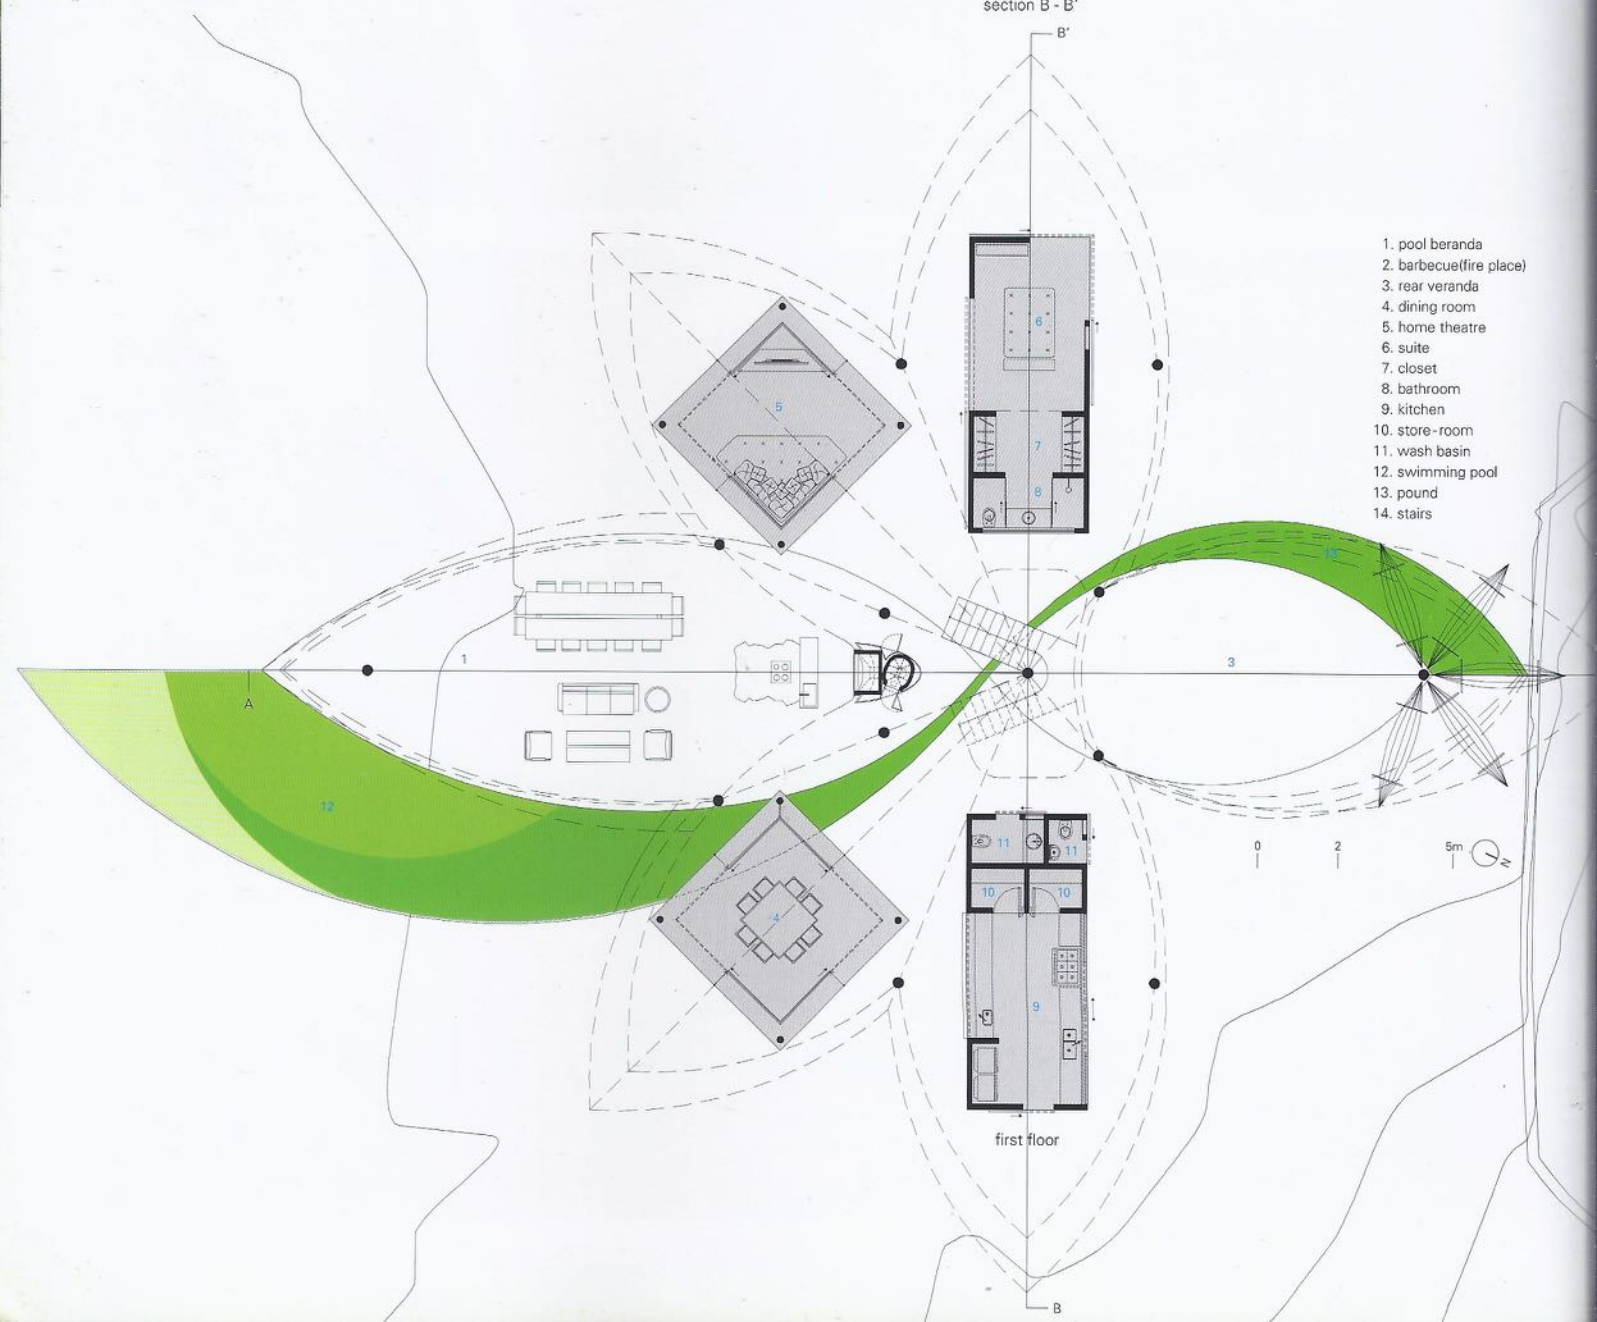 section B - B'
B'
1. pool beranda
2. barbecue(fire place)
3. rear veranda
4. dining room
5. home theatre
6. suite
7. closet
8. bathroom
9. kitchen
10. store-room
11. wash basin
12. swimming pool
13. pound
14. stairs
6
5
7
8
13
1
3
A
12
11
11
10
10
4
9
0 2 5m
N
first floor
B